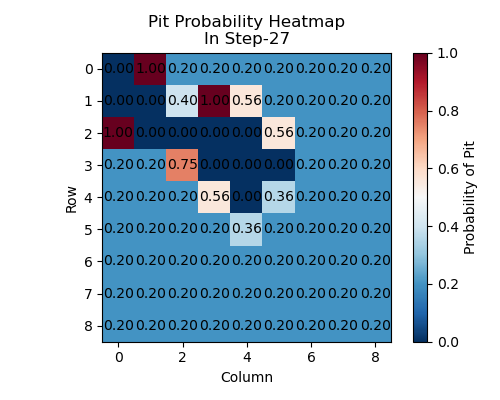 Pit Probability Heatmap
In Step-27
0 0.00 1.00 0.20 0.20 0.20 0.20 0.20 0.20 0.20
1 0.00 0.00 0.40 1.00 0.56 0.20 0.20 0.20 0.20
2 1.00 0.00 0.00 0.00 0.00 0.56 0.20 0.20 0.20
3 0.20 0.20 0.75 0.00 0.00 0.00 0.20 0.20 0.20
4 0.20 0.20 0.20 0.56 0.00 0.36 0.20 0.20 0.20
5 0.20 0.20 0.20 0.20 0.36 0.20 0.20 0.20 0.20
6 0.20 0.20 0.20 0.20 0.20 0.20 0.20 0.20 0.20
7 0.20 0.20 0.20 0.20 0.20 0.20 0.20 0.20 0.20
8 0.20 0.20 0.20 0.20 0.20 0.20 0.20 0.20 0.20
0 2 4 6 8
Column
Row
1.0
0.8
0.6
0.4
0.2
0.0
Probability of Pit